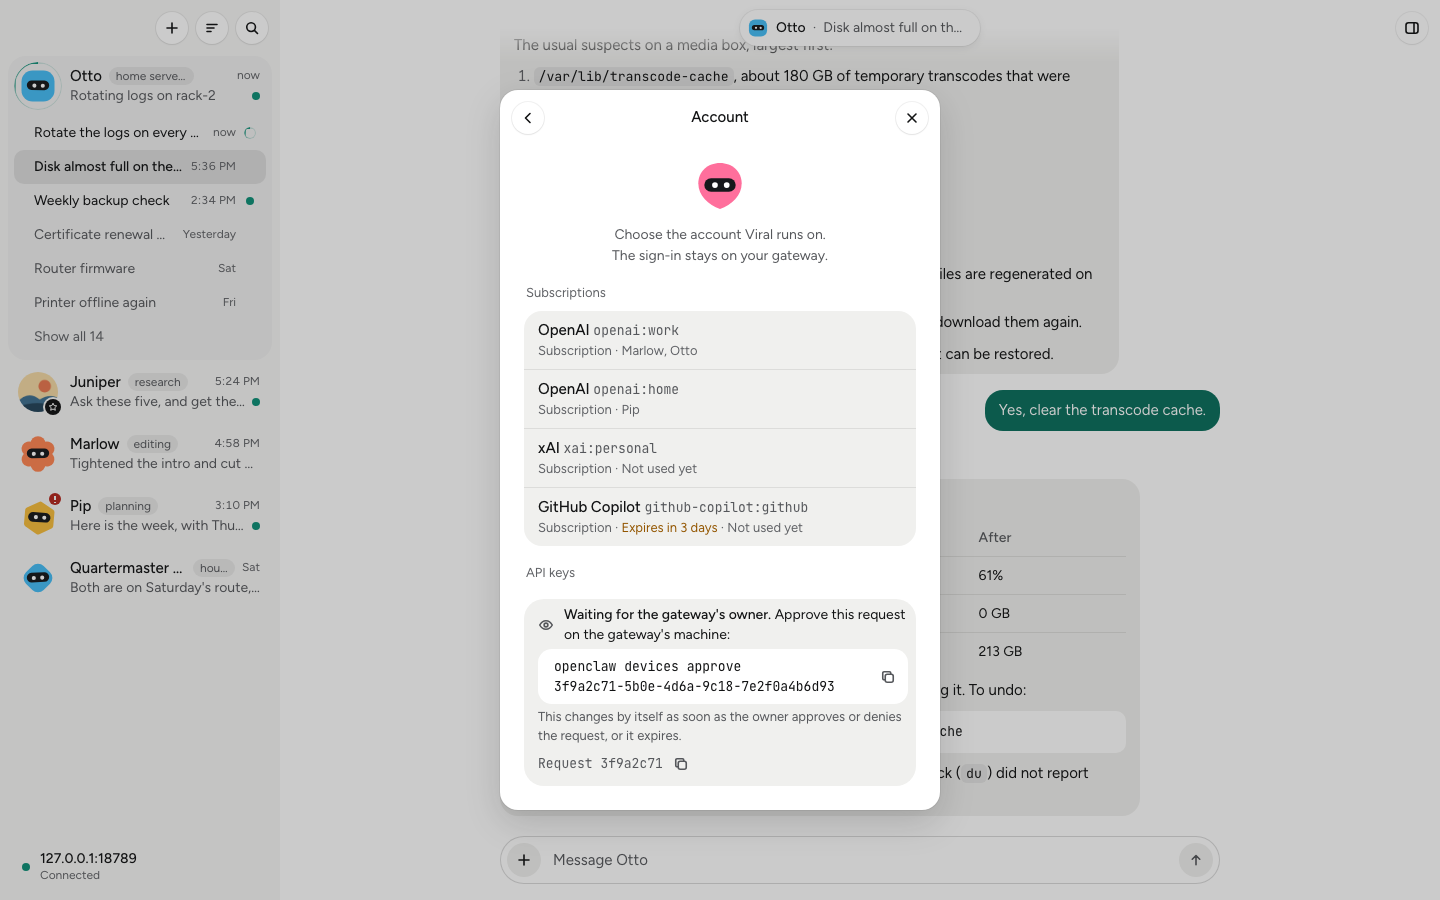 Otto home serve... now
Rotating logs on rack-2
Rotate the logs on every ... now
Disk almost full on the... 5:36 PM
Weekly backup check 2:34 PM
Certificate renewal ... Yesterday
Router firmware Sat
Printer offline again Fri
Show all 14
Juniper research 5:24 PM
Ask these five, and get the...
Marlow editing 4:58 PM
Tightened the intro and cut ...
Pip planning 3:10 PM
Here is the week, with Thu...
Quartermaster ... hou... Sat
Both are on Saturday's route,...
127.0.0.1:18789
Connected
Otto · Disk almost full on th...
The usual suspects on a media box, largest first:
1. /var/lib/transcode-cache, about 180 GB of temporary transcodes that were
iles are regenerated on
download them again.
can be restored.
Yes, clear the transcode cache.
After
61%
0 GB
213 GB
g it. To undo:
che
ck (du) did not report
Message Otto
Account
Choose the account Viral runs on.
The sign-in stays on your gateway.
Subscriptions
OpenAI openai:work
Subscription · Marlow, Otto
OpenAI openai:home
Subscription · Pip
xAI xai:personal
Subscription · Not used yet
GitHub Copilot github-copilot:github
Subscription · Expires in 3 days · Not used yet
API keys
Waiting for the gateway's owner. Approve this request
on the gateway's machine:
openclaw devices approve
3f9a2c71-5b0e-4d6a-9c18-7e2f0a4b6d93
This changes by itself as soon as the owner approves or denies
the request, or it expires.
Request 3f9a2c71